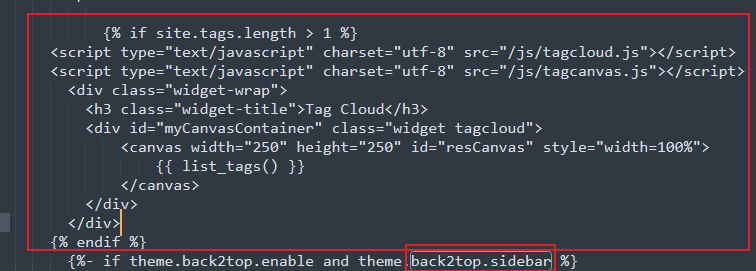 {% if site.tags.length > 1 %}
<script type="text/javascript" charset="utf-8" src="/js/tagcloud.js"></script>
<script type="text/javascript" charset="utf-8" src="/js/tagcanvas.js"></script>
<div class="widget-wrap">
<h3 class="widget-title">Tag Cloud</h3>
<div id="myCanvasContainer" class="widget tagcloud">
<canvas width="250" height="250" id="resCanvas" style="width=100%">
{{ list_tags() }}
</canvas>
</div>
</div>
{% endif %}
{%- if theme.back2top.enable and theme.back2top.sidebar %}